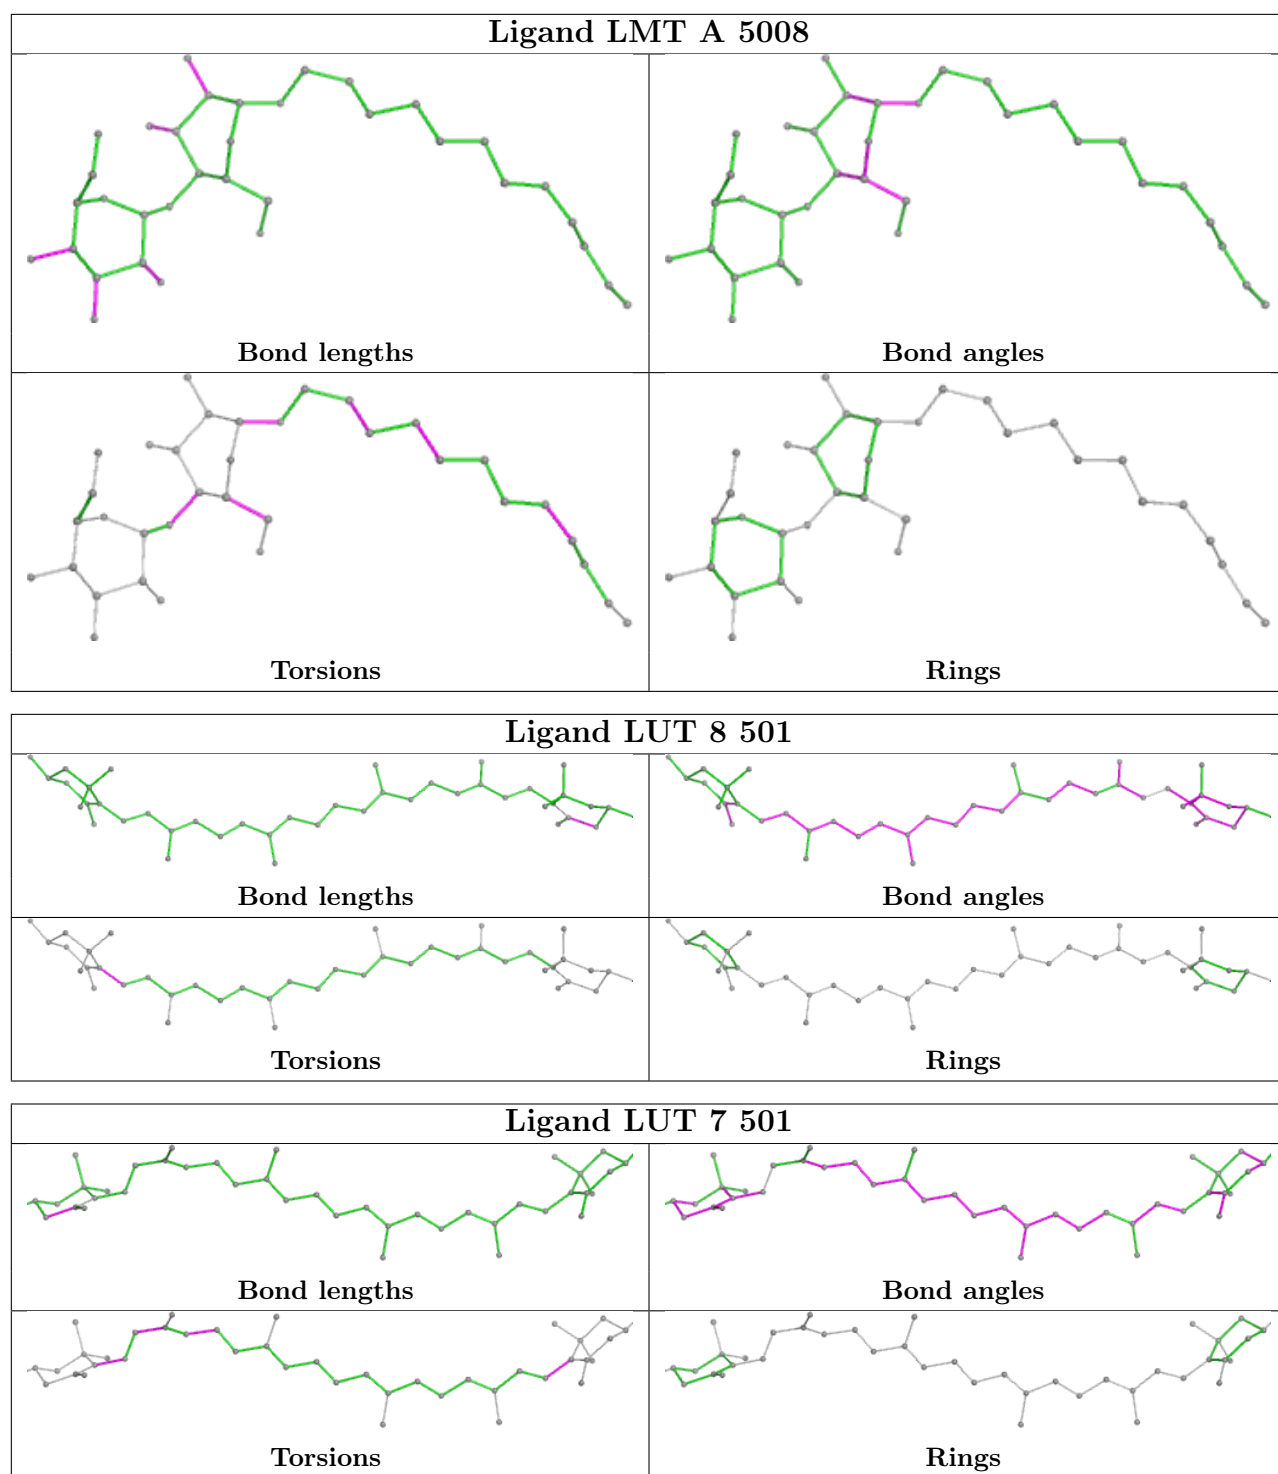 Ligand LMT A 5008
Bond lengths
Bond angles
Torsions
Rings
Ligand LUT 8 501
Bond lengths
Bond angles
Torsions
Rings
Ligand LUT 7 501
Bond lengths
Bond angles
Torsions
Rings